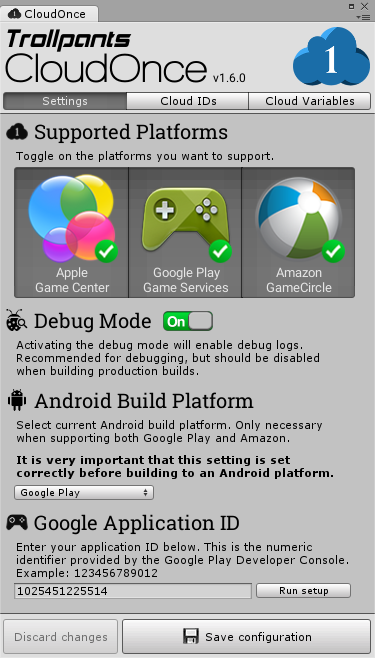 CloudOnce
Trollpants
CloudOnce v1.6.0
1
Settings Cloud IDs Cloud Variables
1 Supported Platforms
Toggle on the platforms you want to support.
Apple Game Center
Google Play Game Services
Amazon GameCircle
Debug Mode On
Activating the debug mode will enable debug logs.
Recommended for debugging, but should be disabled
when building production builds.
Android Build Platform
Select current Android build platform. Only necessary
when supporting both Google Play and Amazon.
It is very important that this setting is set
correctly before building to an Android platform.
Google Play
Google Application ID
Enter your application ID below. This is the numeric
identifier provided by the Google Play Developer Console.
Example: 123456789012
1025451225514 Run setup
Discard changes Save configuration